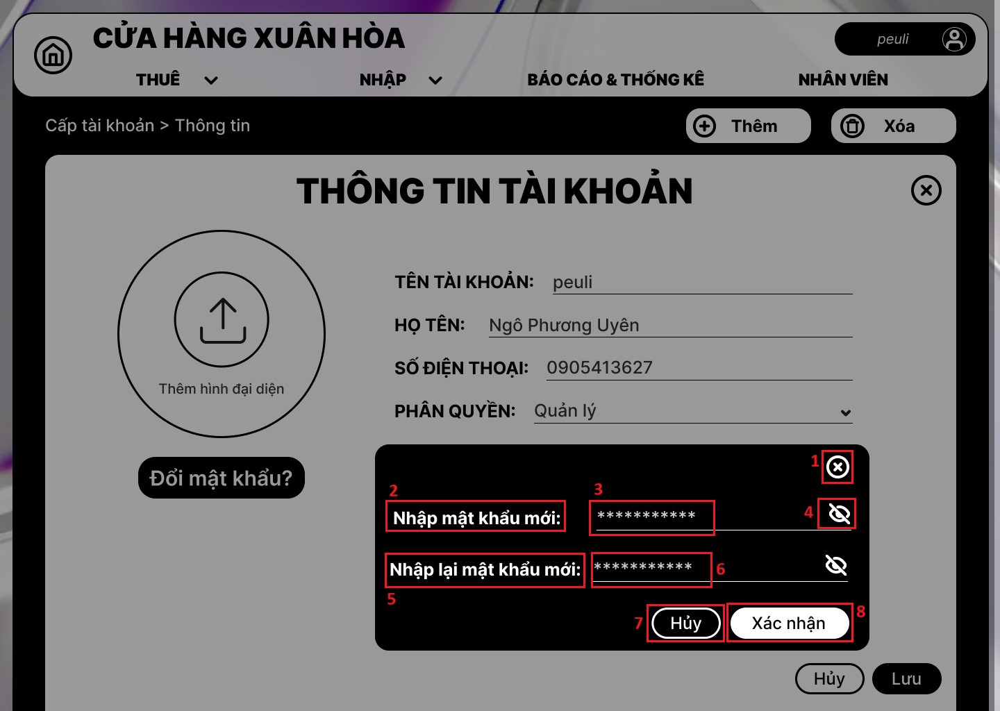 CỬA HÀNG XUÂN HÒA
peuli
THUÊ
NHẬP
BÁO CÁO & THỐNG KÊ
NHÂN VIÊN
Cấp tài khoản > Thông tin
Thêm
Xóa
THÔNG TIN TÀI KHOẢN
TÊN TÀI KHOẢN: peuli
HỌ TÊN: Ngô Phương Uyên
SỐ ĐIỆN THOẠI: 0905413627
Thêm hình đại diện
PHÂN QUYỀN: Quản lý
Đổi mật khẩu?
1
2
3
Nhập mật khẩu mới: ***********
4
Nhập lại mật khẩu mới: ***********
6
5
7
Hủy
Xác nhận
8
Hủy
Lưu